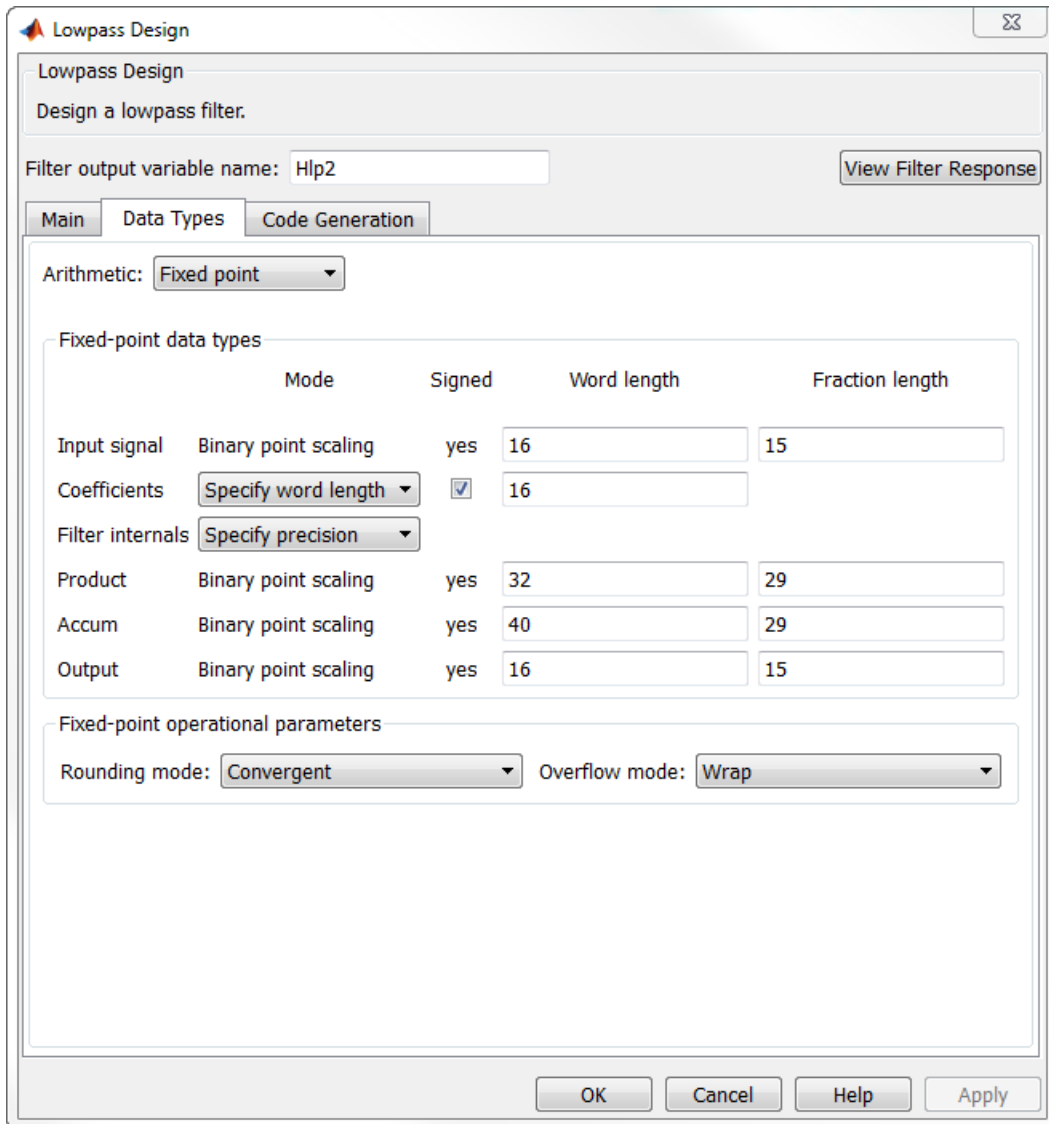 Lowpass Design
Lowpass Design
Design a lowpass filter.
Filter output variable name: Hlp2 View Filter Response
Main Data Types Code Generation
Arithmetic: Fixed point
Fixed-point data types
Mode Signed Word length Fraction length
Input signal Binary point scaling yes 16 15
Coefficients Specify word length 16
Filter internals Specify precision
Product Binary point scaling yes 32 29
Accum Binary point scaling yes 40 29
Output Binary point scaling yes 16 15
Fixed-point operational parameters
Rounding mode: Convergent Overflow mode: Wrap
OK Cancel Help Apply